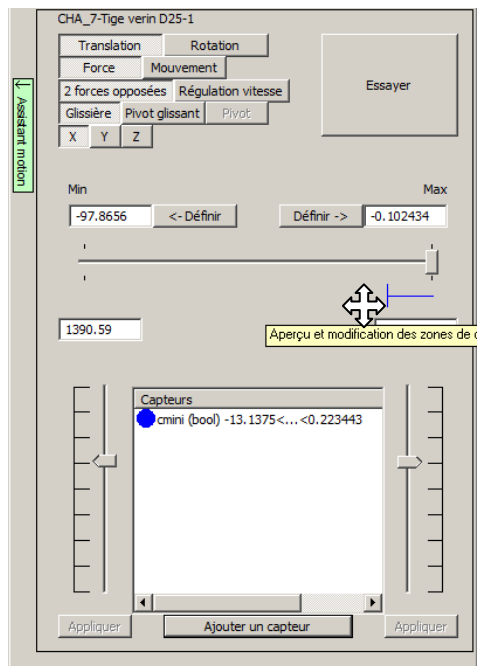 CHA_7-Tige verin D25-1
Translation Rotation
Force Mouvement
2 forces opposées Régulation vitesse
Glissière Pivot glissant Pivot
X Y Z
Essayer
Assistant motion
Min Max
-97.8656 <- Définir Définir -> -0.102434
1390.59
Aperçu et modification des zones de
Capteurs
cmini (bool) -13.1375<...<0.223443
Appliquer Ajouter un capteur Appliquer